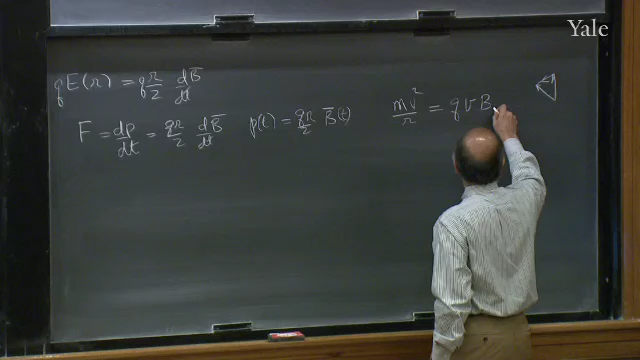 Yale
qE(r) = q r/2 dB̅/dt
F = dp/dt = qr/2 dB̅/dt p(t) = qr/2 B̅(t)
mv²/r = qvB